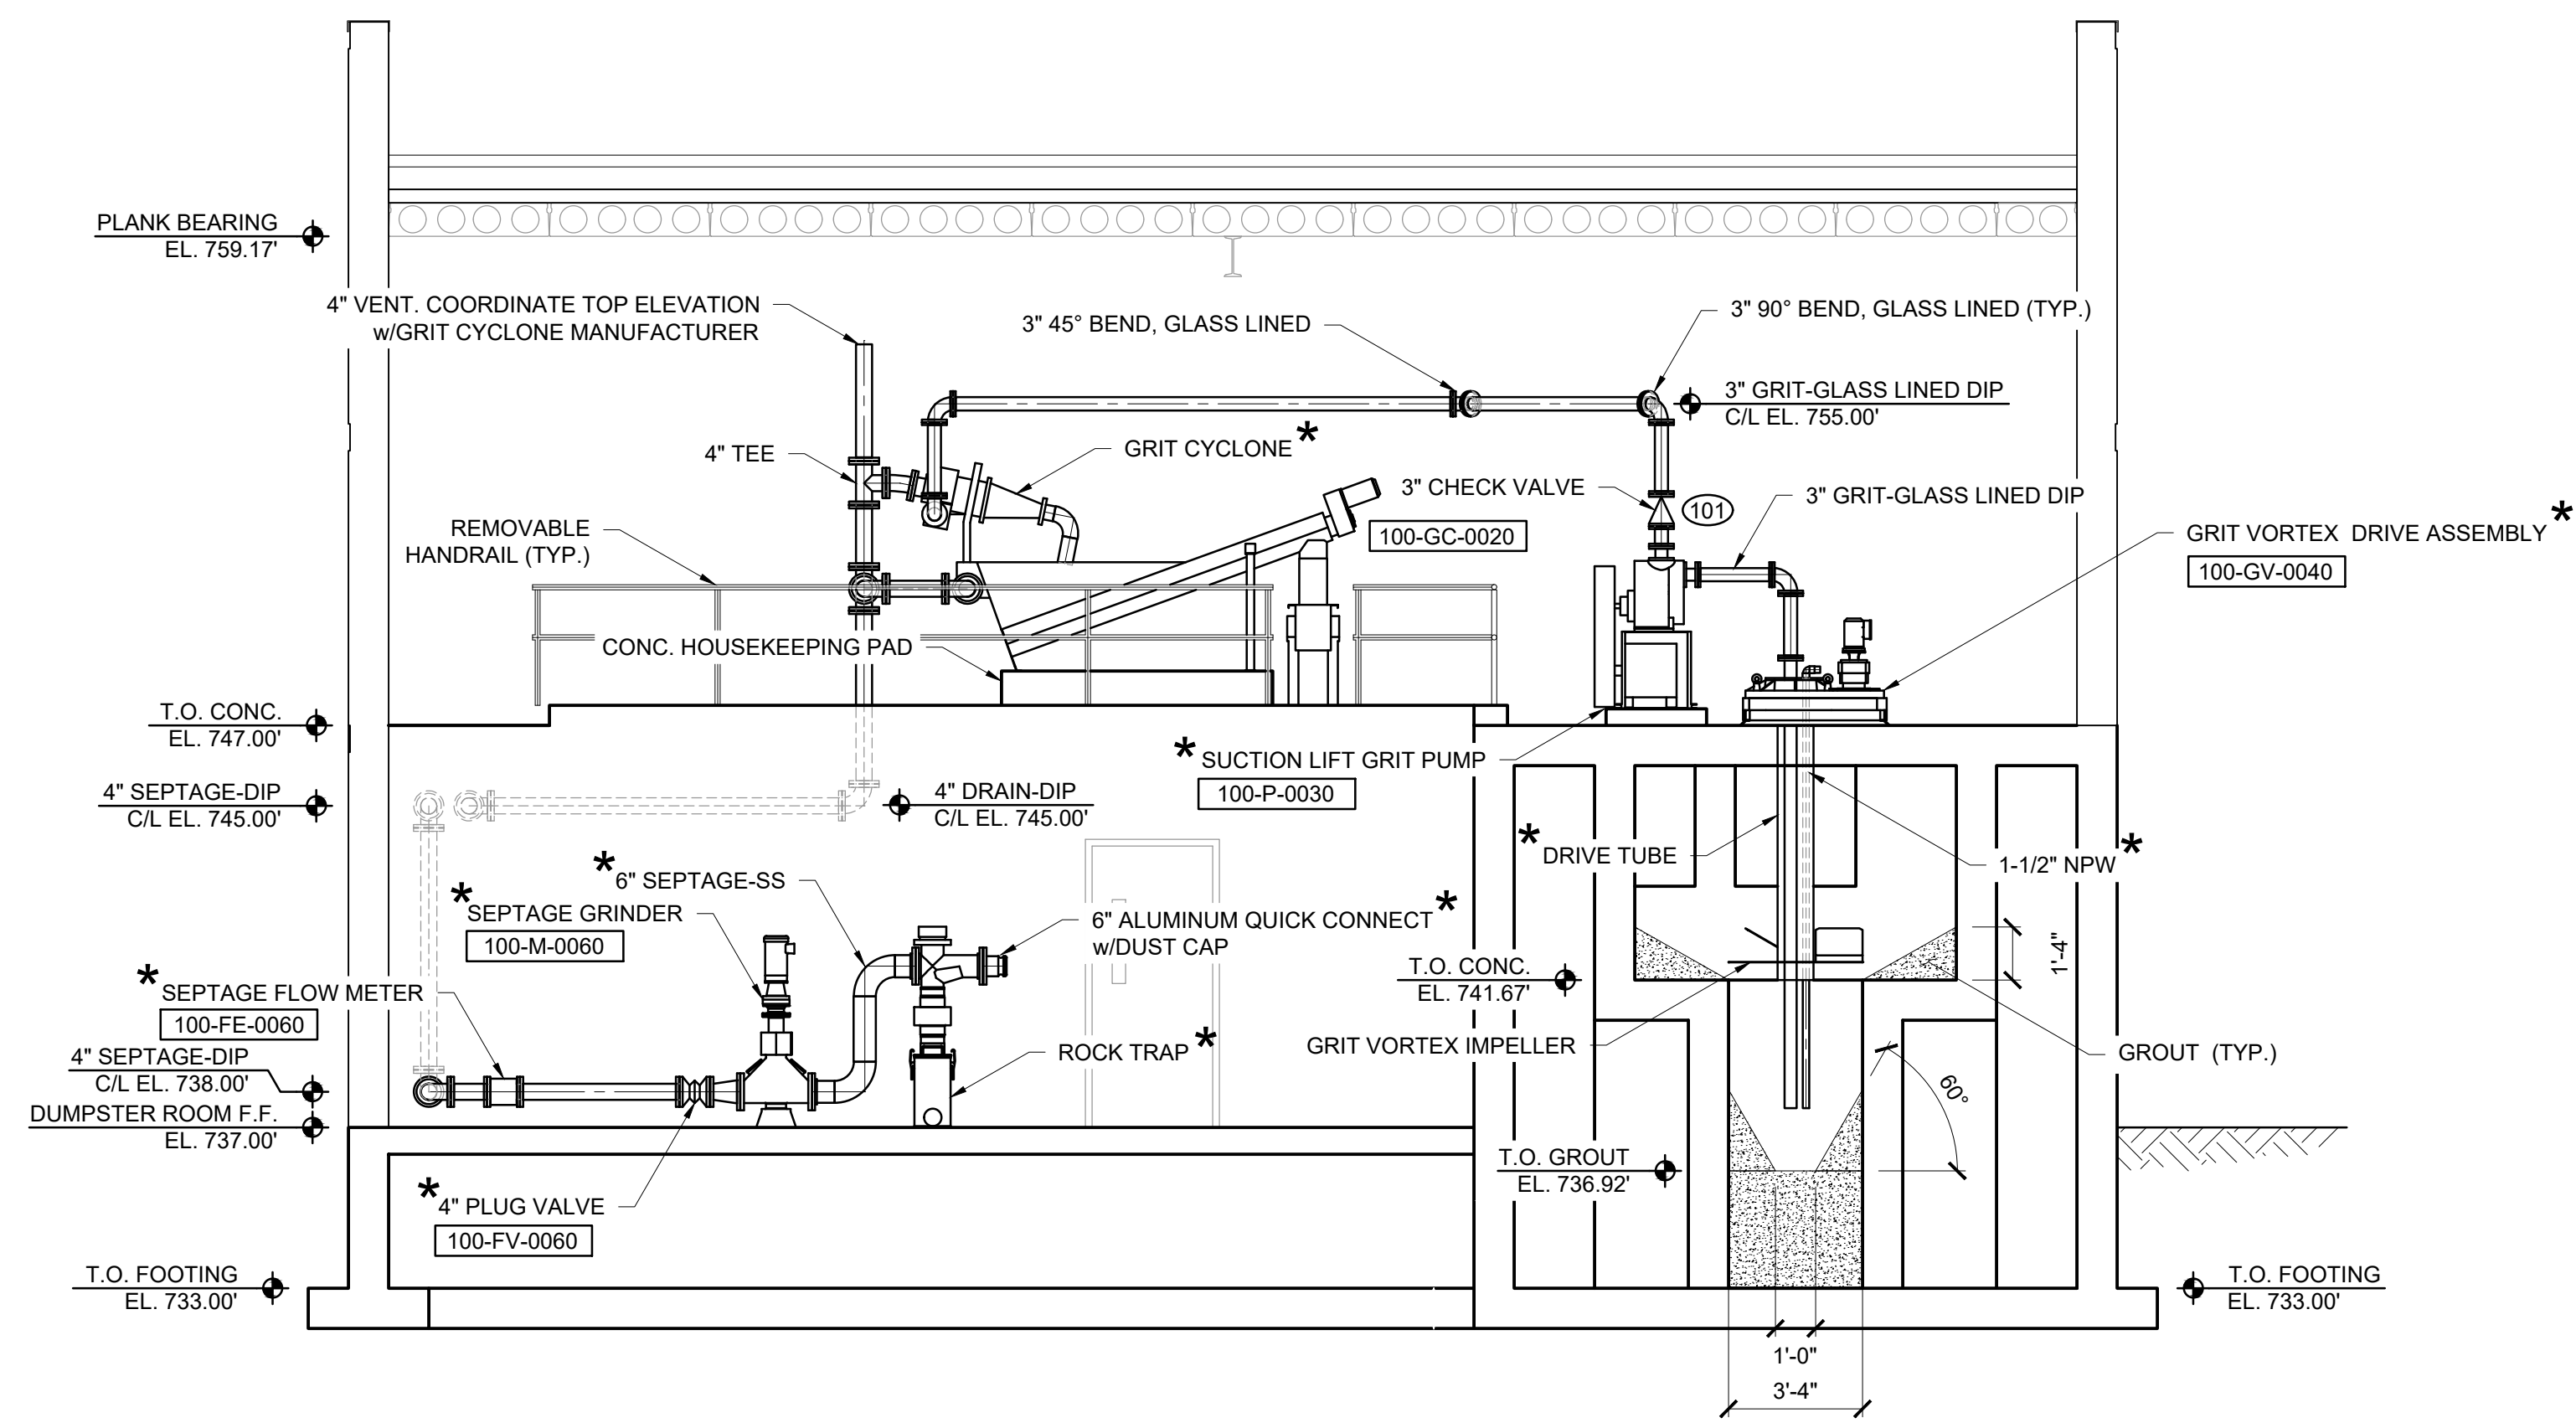 PLANK BEARING
EL. 759.17'
4" VENT. COORDINATE TOP ELEVATION
w/GRIT CYCLONE MANUFACTURER
3" 45° BEND, GLASS LINED
3" 90° BEND, GLASS LINED (TYP.)
3" GRIT-GLASS LINED DIP
C/L EL. 755.00'
4" TEE
GRIT CYCLONE *
3" CHECK VALVE
101
3" GRIT-GLASS LINED DIP
100-GC-0020
REMOVABLE
HANDRAIL (TYP.)
GRIT VORTEX DRIVE ASSEMBLY *
100-GV-0040
CONC. HOUSEKEEPING PAD
T.O. CONC.
EL. 747.00'
* SUCTION LIFT GRIT PUMP
100-P-0030
4" SEPTAGE-DIP
C/L EL. 745.00'
4" DRAIN-DIP
C/L EL. 745.00'
* DRIVE TUBE
1-1/2" NPW *
* 6" SEPTAGE-SS
* SEPTAGE GRINDER
100-M-0060
6" ALUMINUM QUICK CONNECT *
w/DUST CAP
1'-4"
T.O. CONC.
EL. 741.67'
* SEPTAGE FLOW METER
100-FE-0060
GRIT VORTEX IMPELLER
ROCK TRAP *
GROUT (TYP.)
4" SEPTAGE-DIP
C/L EL. 738.00'
60°
DUMPSTER ROOM F.F.
EL. 737.00'
T.O. GROUT
EL. 736.92'
* 4" PLUG VALVE
100-FV-0060
T.O. FOOTING
EL. 733.00'
T.O. FOOTING
EL. 733.00'
1'-0"
3'-4"